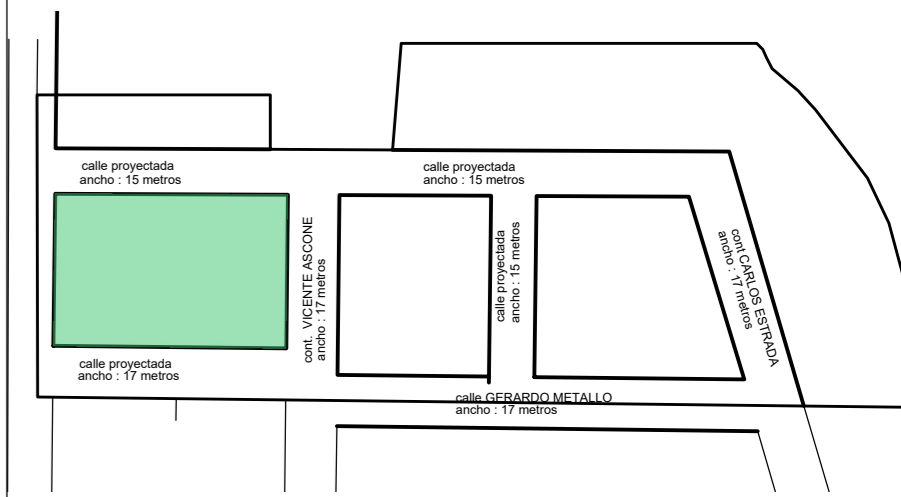 calle proyectada
ancho : 15 metros
calle proyectada
ancho : 15 metros
cont. VICENTE ASCONE
ancho : 17 metros
calle proyectada
ancho : 15 metros
cont CARLOS ESTRADA
ancho : 17 metros
calle proyectada
ancho : 17 metros
calle GERARDO METALLO
ancho : 17 metros